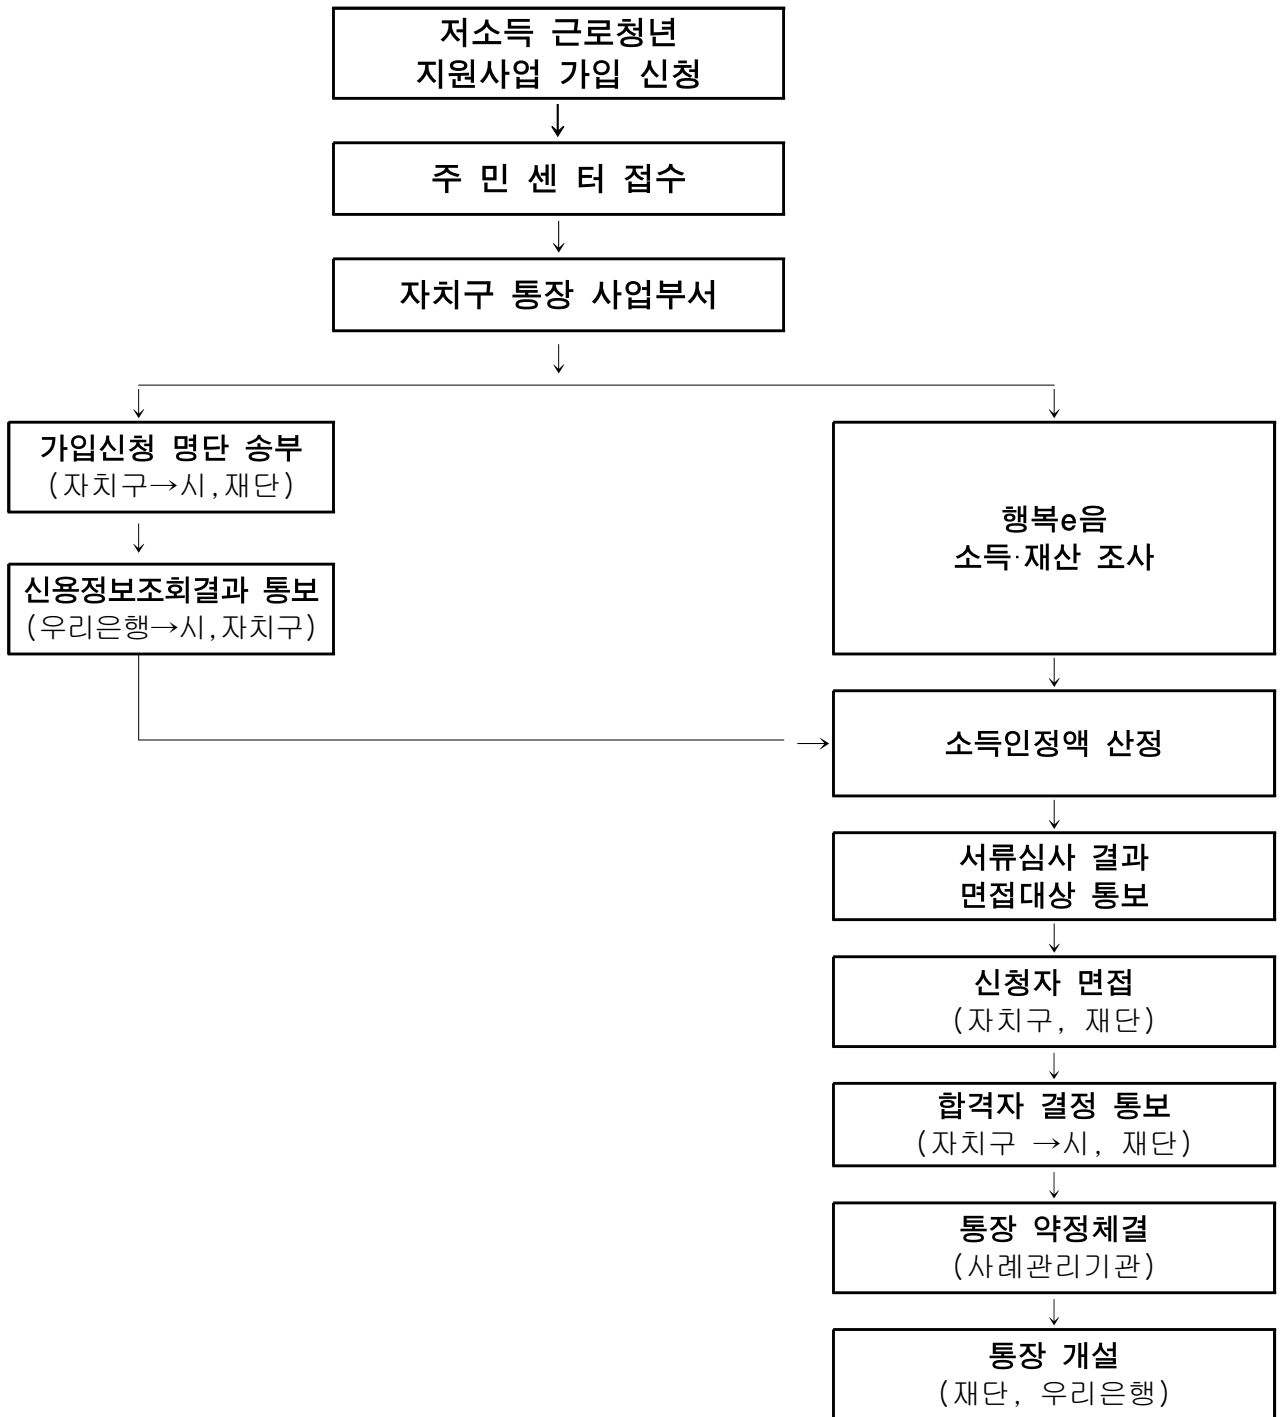 저소득 근로청년
지원사업 가입 신청
주 민 센 터 접수
자치구 통장 사업부서
가입신청 명단 송부
(자치구→시,재단)
신용정보조회결과 통보
(우리은행→시,자치구)
행복e음
소득·재산 조사
소득인정액 산정
서류심사 결과
면접대상 통보
신청자 면접
(자치구, 재단)
합격자 결정 통보
(자치구 →시, 재단)
통장 약정체결
(사례관리기관)
통장 개설
(재단, 우리은행)